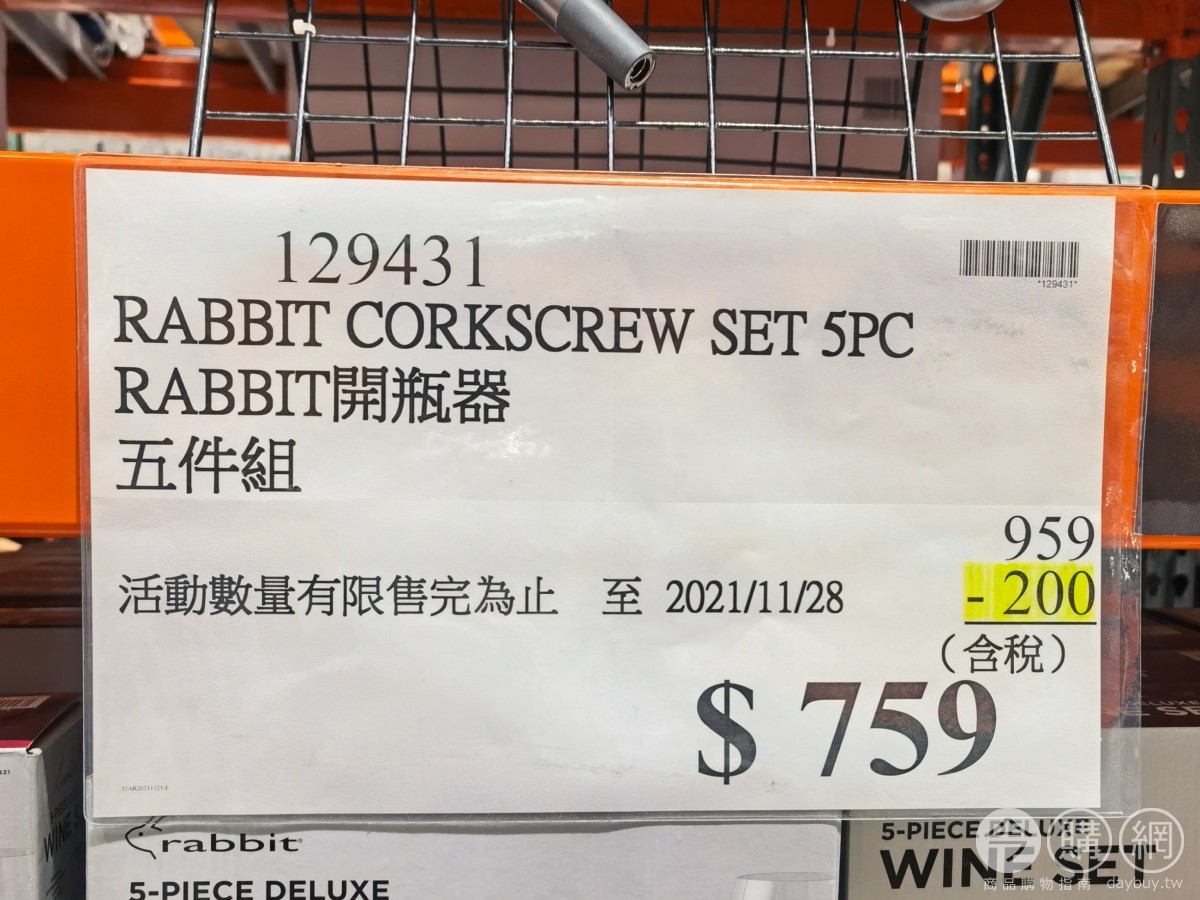 129431
*129431*
RABBIT CORKSCREW SET 5PC
RABBIT開瓶器
五件組
959
- 200
活動數量有限售完為止 至 2021/11/28
(含稅)
$ 759
rabbit
5-PIECE DELUXE
5-PIECE DELUXE
WINE SET
購網
商品購物指南 daybuy.tw